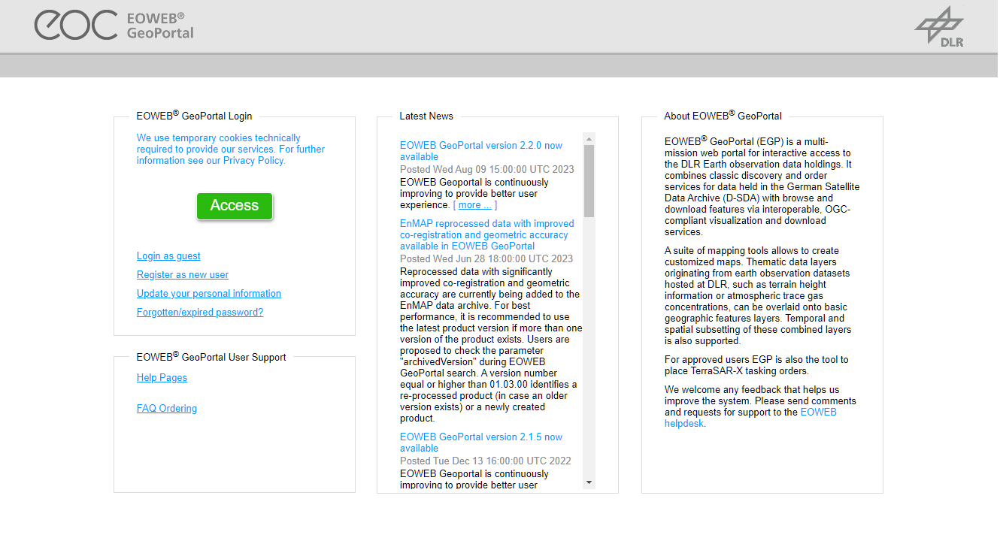 eoc EOWEB®
GeoPortal
DLR
EOWEB® GeoPortal Login
We use temporary cookies technically
required to provide our services. For further
information see our Privacy Policy.
Access
Login as guest
Register as new user
Update your personal information
Forgotten/expired password?
EOWEB® GeoPortal User Support
Help Pages
FAQ Ordering
Latest News
EOWEB GeoPortal version 2.2.0 now
available
Posted Wed Aug 09 15:00:00 UTC 2023
EOWEB Geoportal is continuously
improving to provide better user
experience. [ more ... ]
EnMAP reprocessed data with improved
co-registration and geometric accuracy
available in EOWEB GeoPortal
Posted Wed Jun 28 18:00:00 UTC 2023
Reprocessed data with significantly
improved co-registration and geometric
accuracy are currently being added to the
EnMAP data archive. For best
performance, it is recommended to use
the latest product version if more than one
version of the product exists. Users are
proposed to check the parameter
"archivedVersion" during EOWEB
GeoPortal search. A version number
equal or higher than 01.03.00 identifies a
re-processed product (in case an older
version exists) or a newly created
product.
EOWEB GeoPortal version 2.1.5 now
available
Posted Tue Dec 13 16:00:00 UTC 2022
EOWEB Geoportal is continuously
improving to provide better user
About EOWEB® GeoPortal
EOWEB® GeoPortal (EGP) is a multi-
mission web portal for interactive access to
the DLR Earth observation data holdings. It
combines classic discovery and order
services for data held in the German Satellite
Data Archive (D-SDA) with browse and
download features via interoperable, OGC-
compliant visualization and download
services.
A suite of mapping tools allows to create
customized maps. Thematic data layers
originating from earth observation datasets
hosted at DLR, such as terrain height
information or atmospheric trace gas
concentrations, can be overlaid onto basic
geographic features layers. Temporal and
spatial subsetting of these combined layers
is also supported.
For approved users EGP is also the tool to
place TerraSAR-X tasking orders.
We welcome any feedback that helps us
improve the system. Please send comments
and requests for support to the EOWEB
helpdesk.